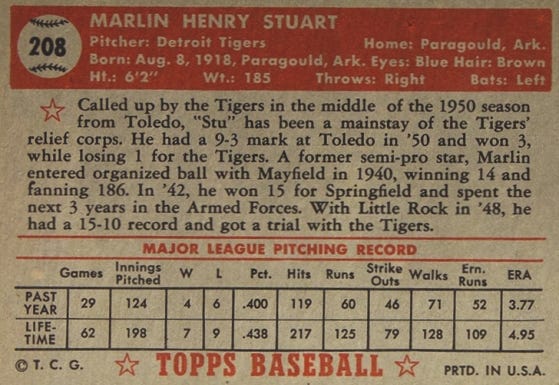 208
MARLIN HENRY STUART
Pitcher: Detroit Tigers Home: Paragould, Ark.
Born: Aug. 8, 1918, Paragould, Ark. Eyes: Blue Hair: Brown
Ht.: 6'2" Wt.: 185 Throws: Right Bats: Left
Called up by the Tigers in the middle of the 1950 season
from Toledo, "Stu" has been a mainstay of the Tigers'
relief corps. He had a 9-3 mark at Toledo in '50 and won 3,
while losing 1 for the Tigers. A former semi-pro star, Marlin
entered organized ball with Mayfield in 1940, winning 14 and
fanning 186. In '42, he won 15 for Springfield and spent the
next 3 years in the Armed Forces. With Little Rock in '48, he
had a 15-10 record and got a trial with the Tigers.
MAJOR LEAGUE PITCHING RECORD
Games Innings Pitched W L Pct. Hits Runs Strike Outs Walks Ern. Runs ERA
PAST YEAR 29 124 4 6 .400 119 60 46 71 52 3.77
LIFE-TIME 62 198 7 9 .438 217 125 79 128 109 4.95
© T. C. G. TOPPS BASEBALL PRTD. IN U.S.A.